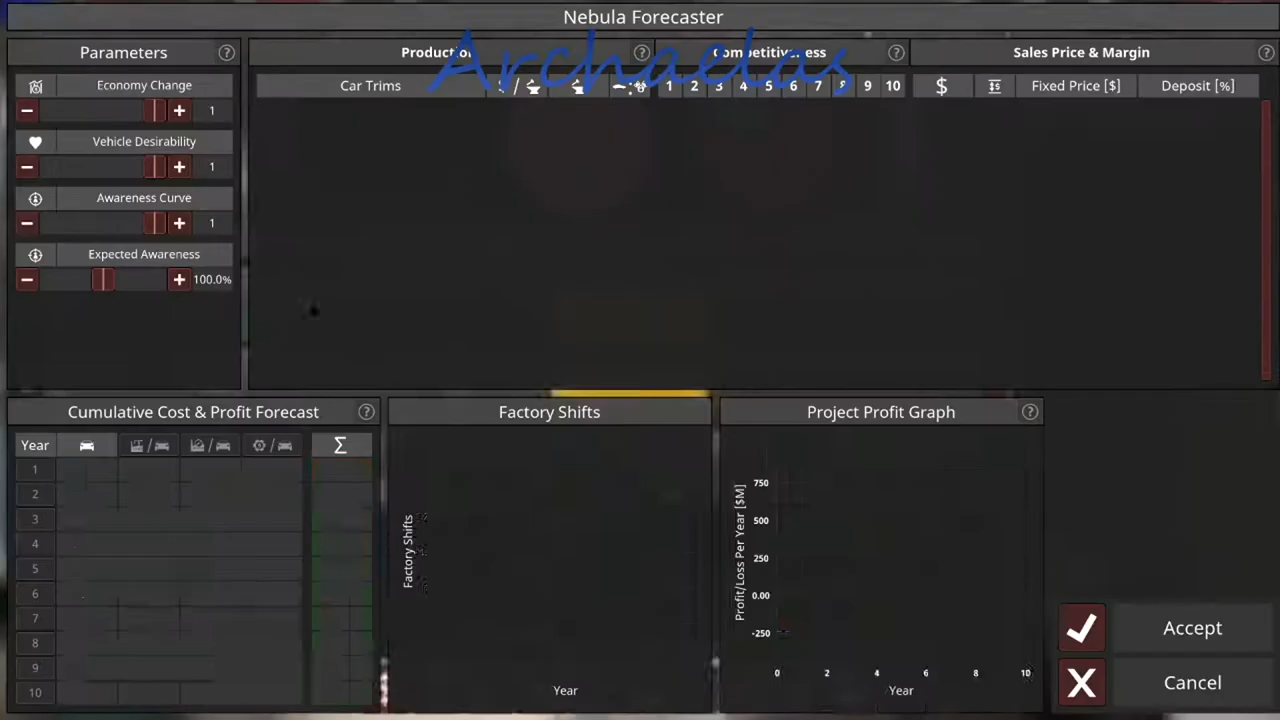 Nebula Forecaster
Archaelas
Parameters ?
Production ? Competitiveness ? Sales Price & Margin ?
Economy Change
− + 1
Vehicle Desirability
− + 1
Awareness Curve
− + 1
Expected Awareness
− + 100.0%
Car Trims $ / 1 2 3 4 5 6 7 8 9 10 $ Fixed Price [$] Deposit [%]
Cumulative Cost & Profit Forecast ?
Year / / / Σ
1
2
3
4
5
6
7
8
9
10
Factory Shifts
Factory Shifts
Year
Project Profit Graph ?
Profit/Loss Per Year [$M]
750
500
250
0.00
-250
0 2 4 6 8 10
Year
Accept
X Cancel